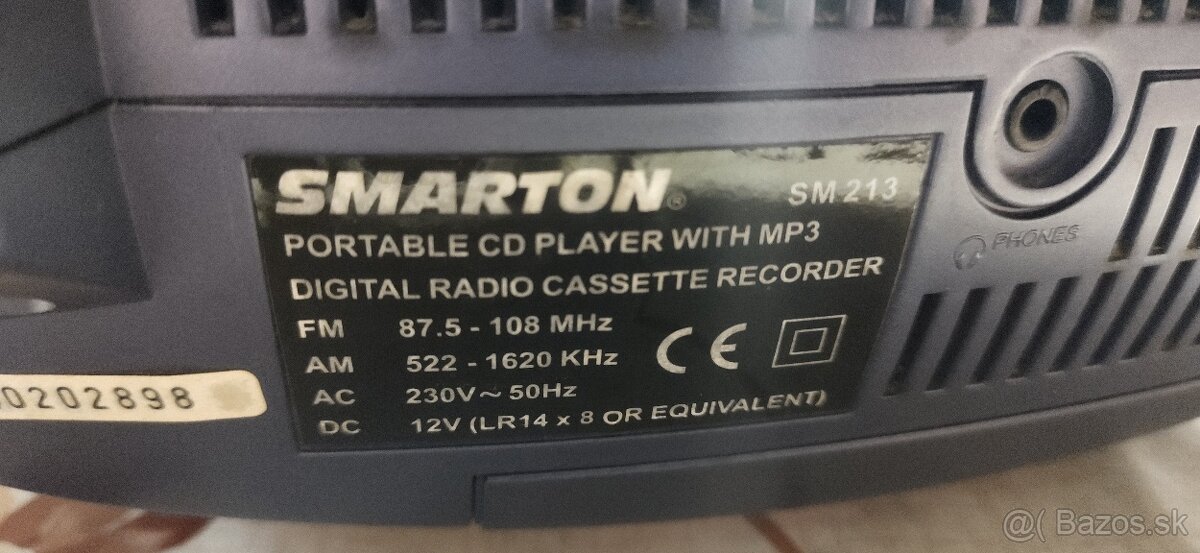 SMARTON® SM 213
PORTABLE CD PLAYER WITH MP3
DIGITAL RADIO CASSETTE RECORDER
FM 87.5 - 108 MHz
AM 522 - 1620 KHz
AC 230V ~ 50Hz
DC 12V (LR14 x 8 OR EQUIVALENT)
CE
PHONES
0202898
@( Bazos.sk